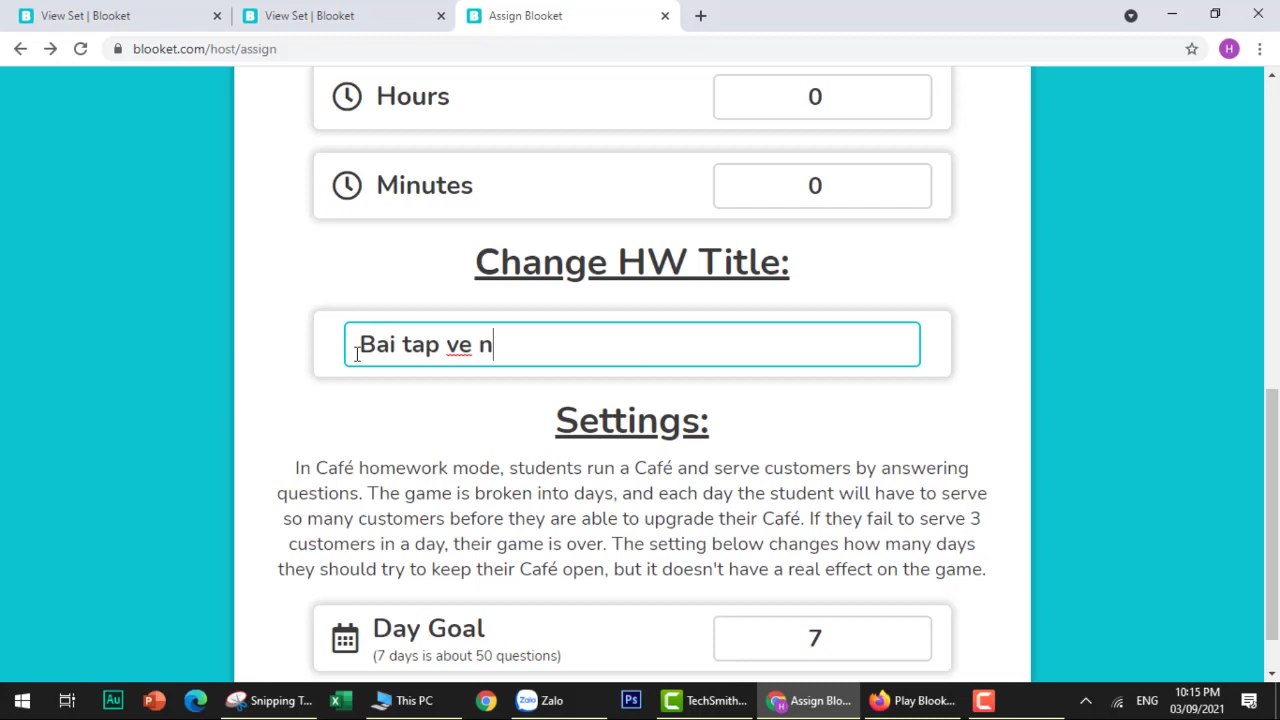 View Set | Blooket
View Set | Blooket
Assign Blooket
blooket.com/host/assign
H
Hours
0
Minutes
0
Change HW Title:
Bai tap ve n
Settings:
In Café homework mode, students run a Café and serve customers by answering
questions. The game is broken into days, and each day the student will have to serve
so many customers before they are able to upgrade their Café. If they fail to serve 3
customers in a day, their game is over. The setting below changes how many days
they should try to keep their Café open, but it doesn't have a real effect on the game.
Day Goal
7
(7 days is about 50 questions)
Snipping T...
This PC
Zalo
TechSmith...
Assign Blo...
Play Blook...
ENG
10:15 PM
03/09/2021